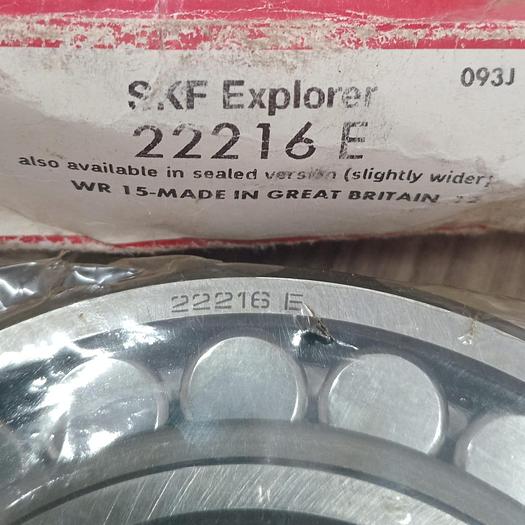 093J
SKF Explorer
22216 E
also available in sealed version (slightly wider)
WR 15-MADE IN GREAT BRITAIN
22216 E